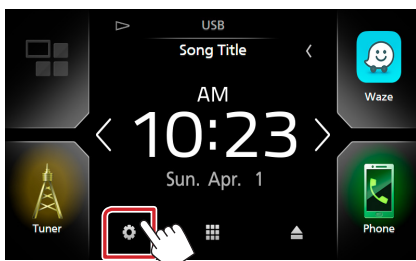 USB
Song Title
AM
10:23
Sun. Apr. 1
Waze
Tuner
Phone